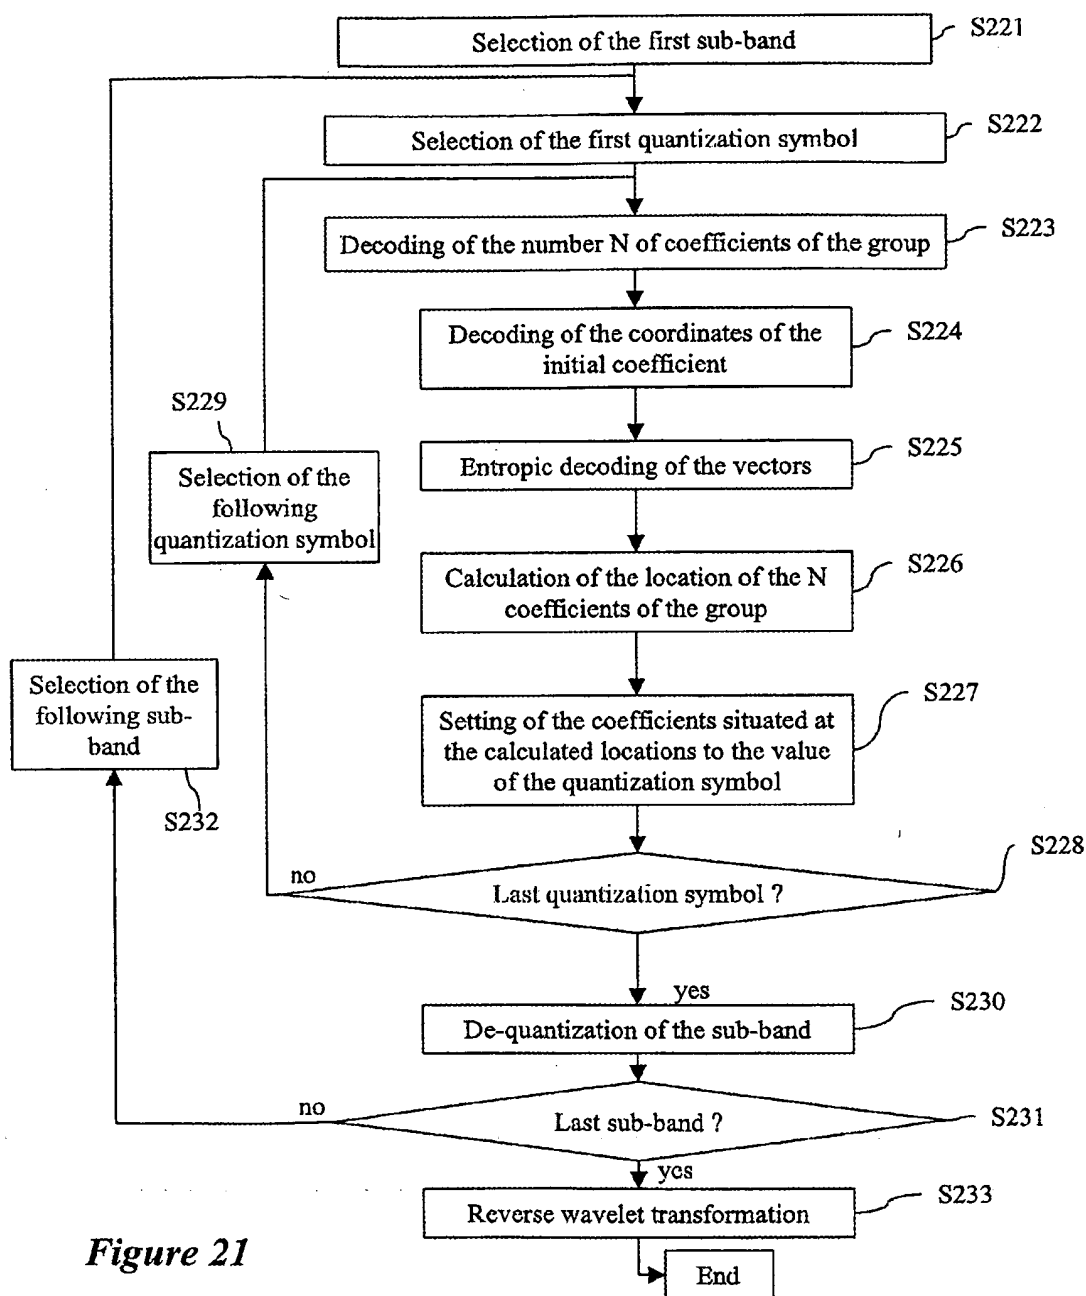 Selection of the first sub-band
S221
Selection of the first quantization symbol
S222
Decoding of the number N of coefficients of the group
S223
Decoding of the coordinates of the
initial coefficient
S224
S229
Selection of the
following
quantization symbol
Entropic decoding of the vectors
S225
Calculation of the location of the N
coefficients of the group
S226
Selection of the
following sub-
band
S232
Setting of the coefficients situated at
the calculated locations to the value
of the quantization symbol
S227
no
Last quantization symbol ?
S228
yes
De-quantization of the sub-band
S230
no
Last sub-band ?
S231
yes
Reverse wavelet transformation
S233
End
Figure 21